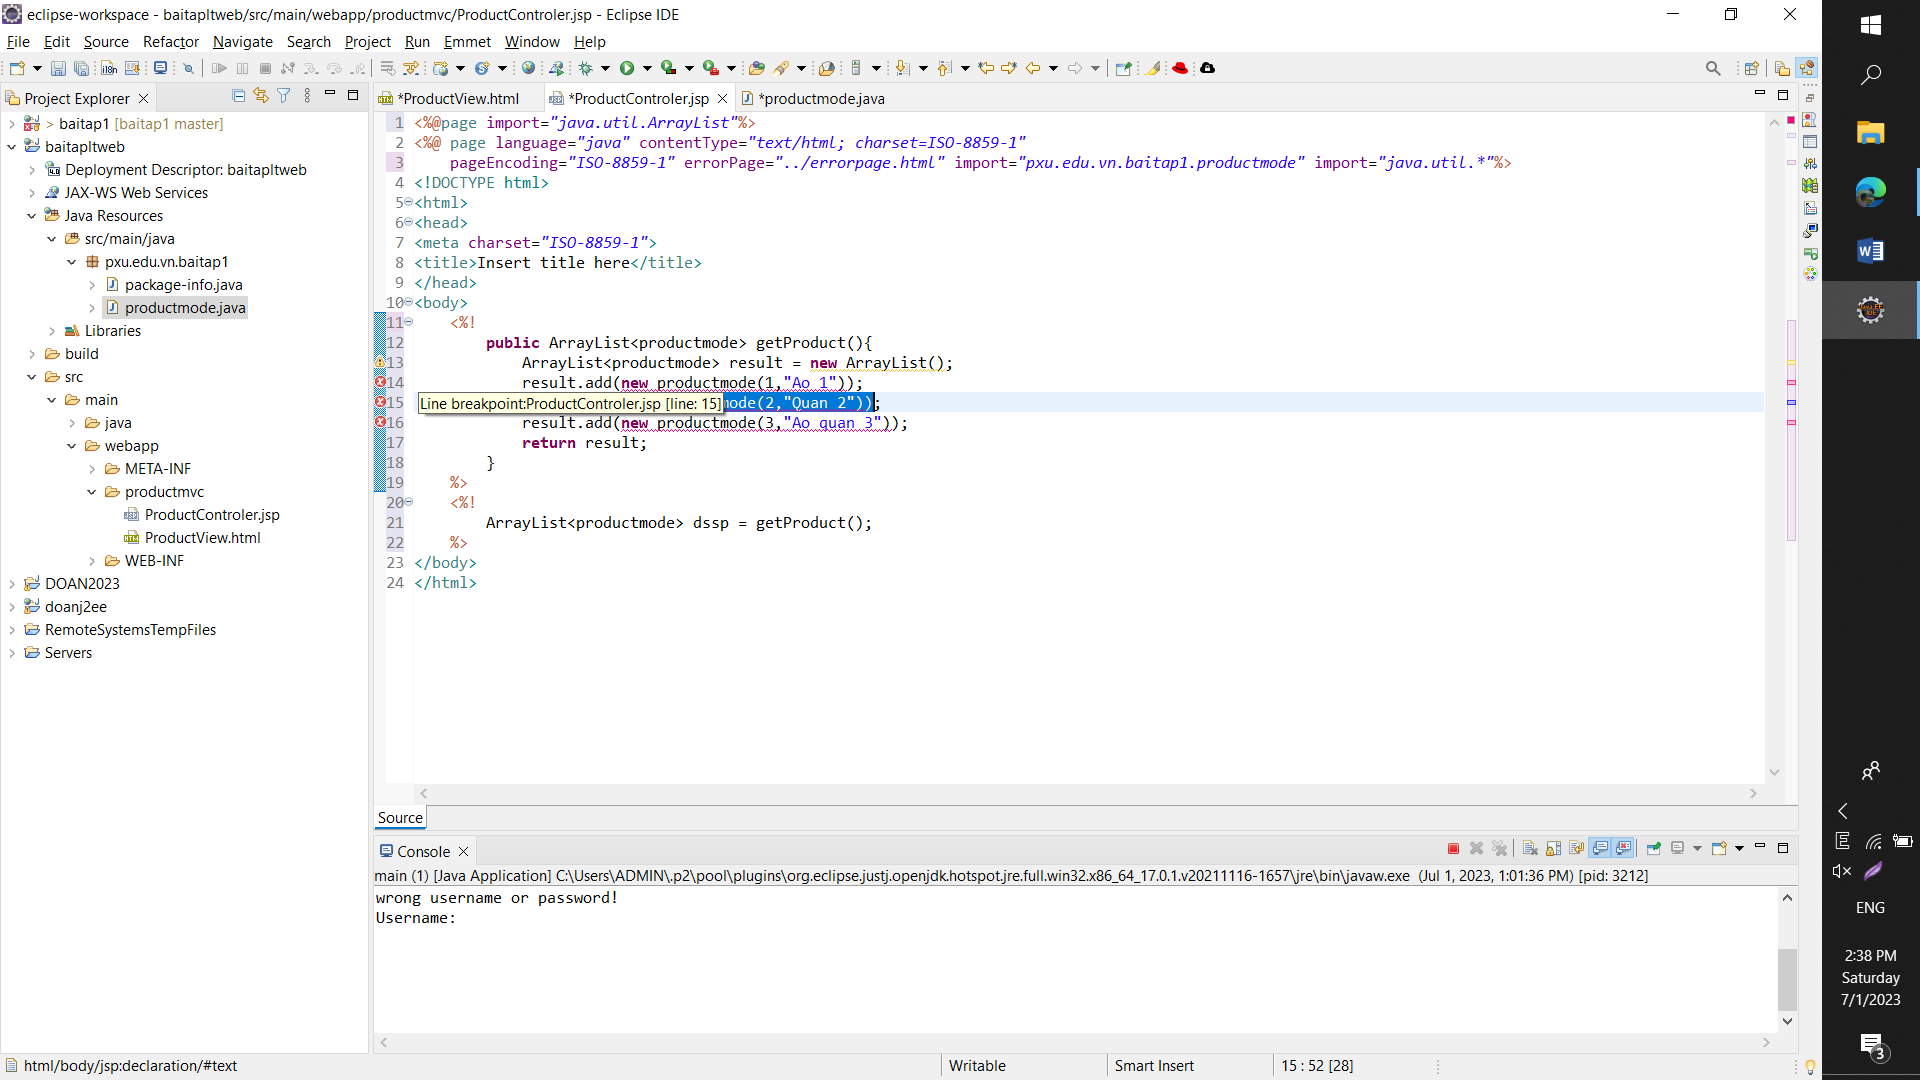 eclipse-workspace - baitapltweb/src/main/webapp/productmvc/ProductControler.jsp - Eclipse IDE
File Edit Source Refactor Navigate Search Project Run Emmet Window Help
Project Explorer
> baitap1 [baitap1 master]
baitapltweb
Deployment Descriptor: baitapltweb
JAX-WS Web Services
Java Resources
src/main/java
pxu.edu.vn.baitap1
package-info.java
productmode.java
Libraries
build
src
main
java
webapp
META-INF
productmvc
ProductControler.jsp
ProductView.html
WEB-INF
DOAN2023
doanj2ee
RemoteSystemsTempFiles
Servers
*ProductView.html *ProductControler.jsp *productmode.java
1 <%@page import="java.util.ArrayList"%>
2 <%@ page language="java" contentType="text/html; charset=ISO-8859-1"
3 pageEncoding="ISO-8859-1" errorPage="../errorpage.html" import="pxu.edu.vn.baitap1.productmode" import="java.util.*"%>
4 <!DOCTYPE html>
5 <html>
6 <head>
7 <meta charset="ISO-8859-1">
8 <title>Insert title here</title>
9 </head>
10 <body>
11 <%!
12 public ArrayList<productmode> getProduct(){
13 ArrayList<productmode> result = new ArrayList();
14 result.add(new productmode(1,"Ao 1"));
15 Line breakpoint:ProductControler.jsp [line: 15] mode(2,"Quan 2"));
16 result.add(new productmode(3,"Ao quan 3"));
17 return result;
18 }
19 %>
20 <%!
21 ArrayList<productmode> dssp = getProduct();
22 %>
23 </body>
24 </html>
Source
Console
main (1) [Java Application] C:\Users\ADMIN\.p2\pool\plugins\org.eclipse.justj.openjdk.hotspot.jre.full.win32.x86_64_17.0.1.v20211116-1657\jre\bin\javaw.exe (Jul 1, 2023, 1:01:36 PM) [pid: 3212]
wrong username or password!
Username:
html/body/jsp:declaration/#text
Writable
Smart Insert
15 : 52 [28]
ENG
2:38 PM
Saturday
7/1/2023
3